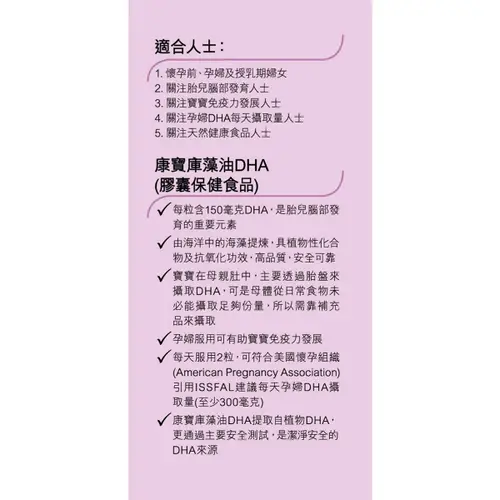 適合人士：
1. 懷孕前、孕婦及授乳期婦女
2. 關注胎兒腦部發育人士
3. 關注寶寶免疫力發展人士
4. 關注孕婦DHA每天攝取量人士
5. 關注天然健康食品人士
康寶庫藻油DHA
(膠囊保健食品)
✓每粒含150毫克DHA，是胎兒腦部發
育的重要元素
✓由海洋中的海藻提煉，具植物性化合
物及抗氧化功效，高品質，安全可靠
✓寶寶在母親肚中，主要透過胎盤來
攝取DHA，可是母體從日常食物未
必能攝取足夠份量，所以需靠補充
品來攝取
✓孕婦服用可有助寶寶免疫力發展
✓每天服用2粒，可符合美國懷孕組織
(American Pregnancy Association)
引用ISSFAL建議每天孕婦DHA攝
取量(至少300毫克)
✓康寶庫藻油DHA提取自植物DHA，
更通過主要安全測試，是潔淨安全的
DHA來源